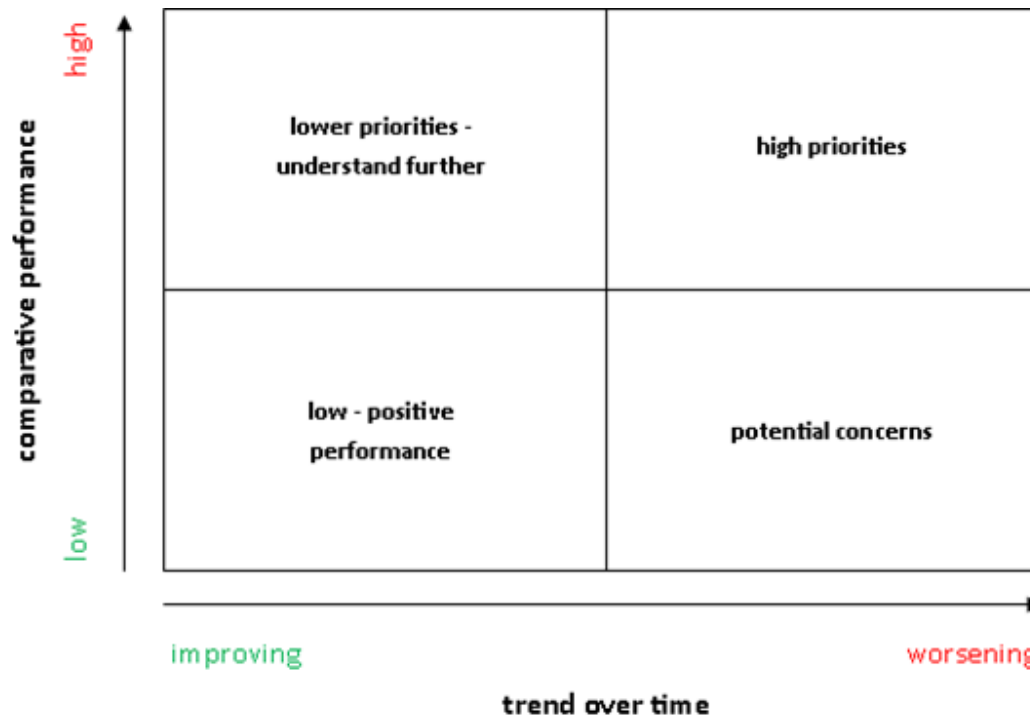 high
lower priorities -
understand further
high priorities
comparative performance
low - positive
performance
potential concerns
low
improving
worsening
trend over time